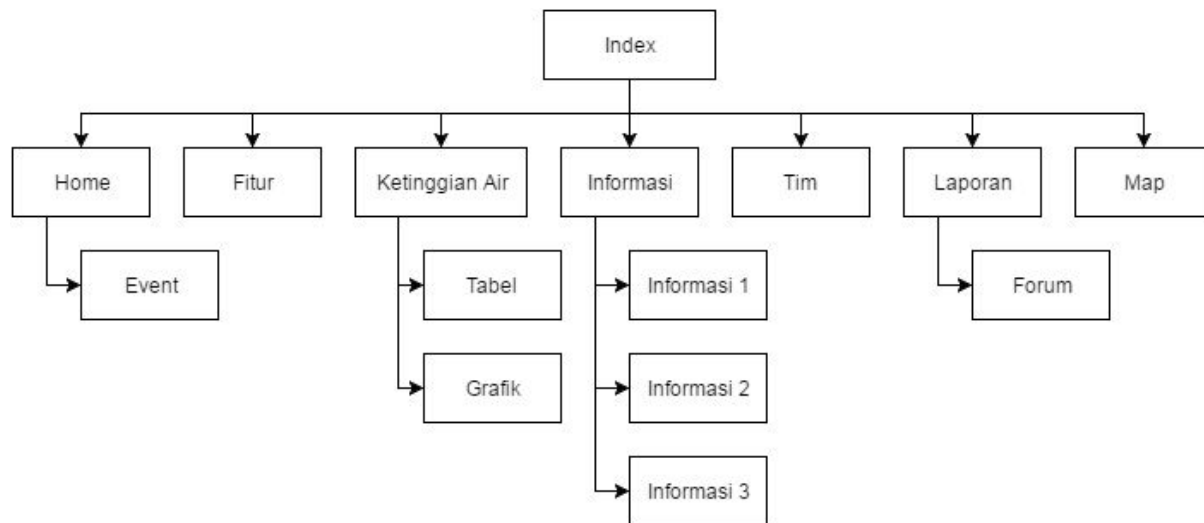 Index
Home
Fitur
Ketinggian Air
Informasi
Tim
Laporan
Map
Event
Tabel
Informasi 1
Forum
Grafik
Informasi 2
Informasi 3